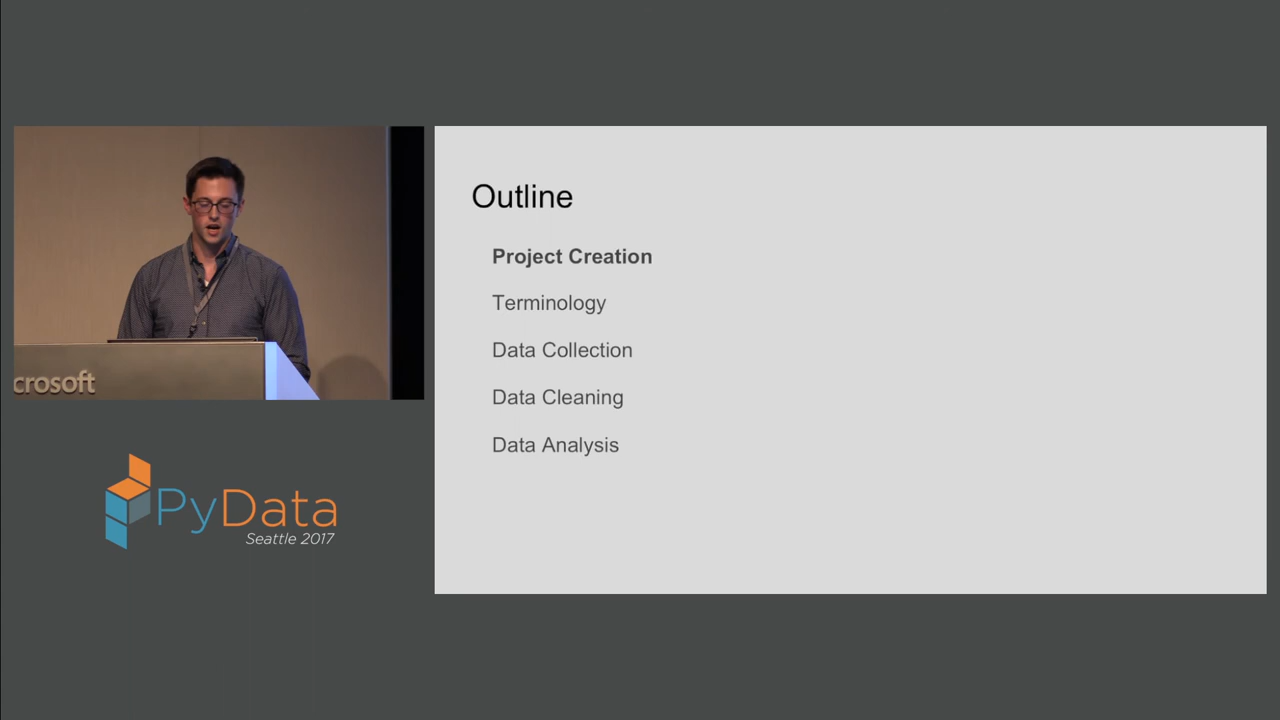 Outline
Project Creation
Terminology
Data Collection
Data Cleaning
Data Analysis
crosoft
PyData
Seattle 2017